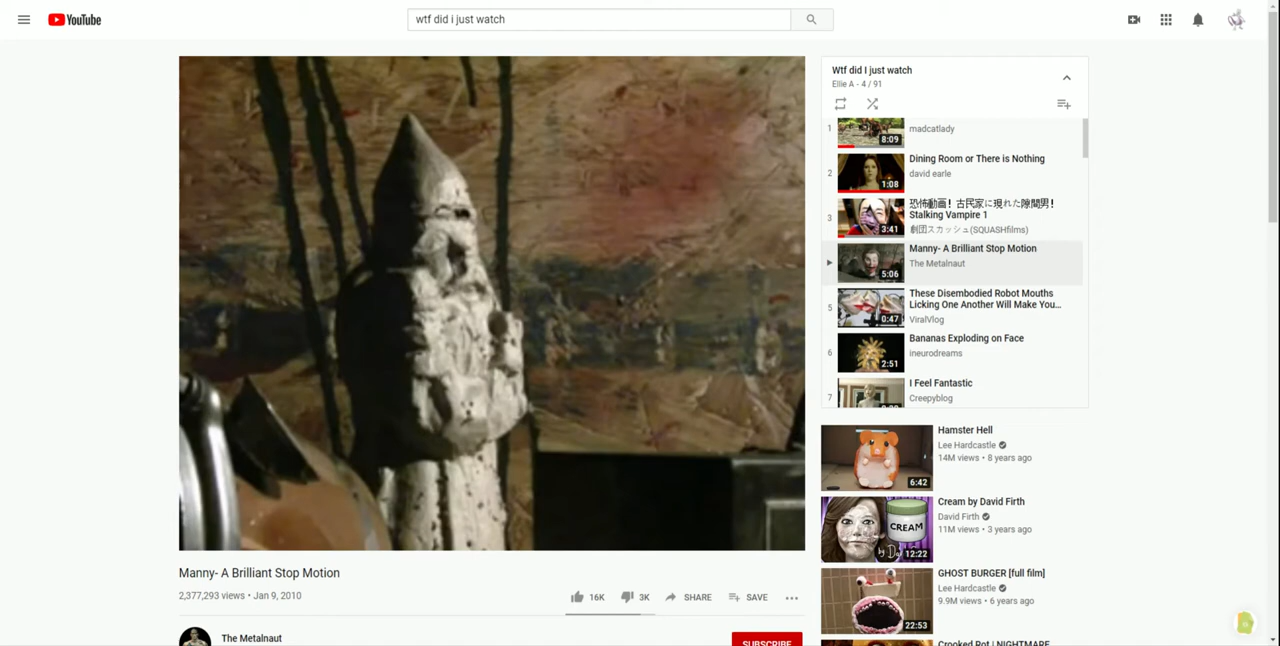 YouTube
wtf did i just watch
Wtf did I just watch
Ellie A - 4 / 91
1
8:09
madcatlady
2
1:08
Dining Room or There is Nothing
david earle
3
3:41
恐怖動画！古民家に現れた隙間男！
Stalking Vampire 1
劇団スカッシュ(SQUASHfilms)
5:06
Manny- A Brilliant Stop Motion
The Metalnaut
5
0:47
These Disembodied Robot Mouths
Licking One Another Will Make You...
ViralVlog
6
2:51
Bananas Exploding on Face
ineurodreams
7
I Feel Fantastic
Creepyblog
6:42
Hamster Hell
Lee Hardcastle
14M views • 8 years ago
CREAM
12:22
Cream by David Firth
David Firth
11M views • 3 years ago
22:53
GHOST BURGER [full film]
Lee Hardcastle
9.9M views • 6 years ago
Crooked Rot | NIGHTMARE
Manny- A Brilliant Stop Motion
2,377,293 views • Jan 9, 2010
16K
3K
SHARE
SAVE
The Metalnaut
SUBSCRIBE